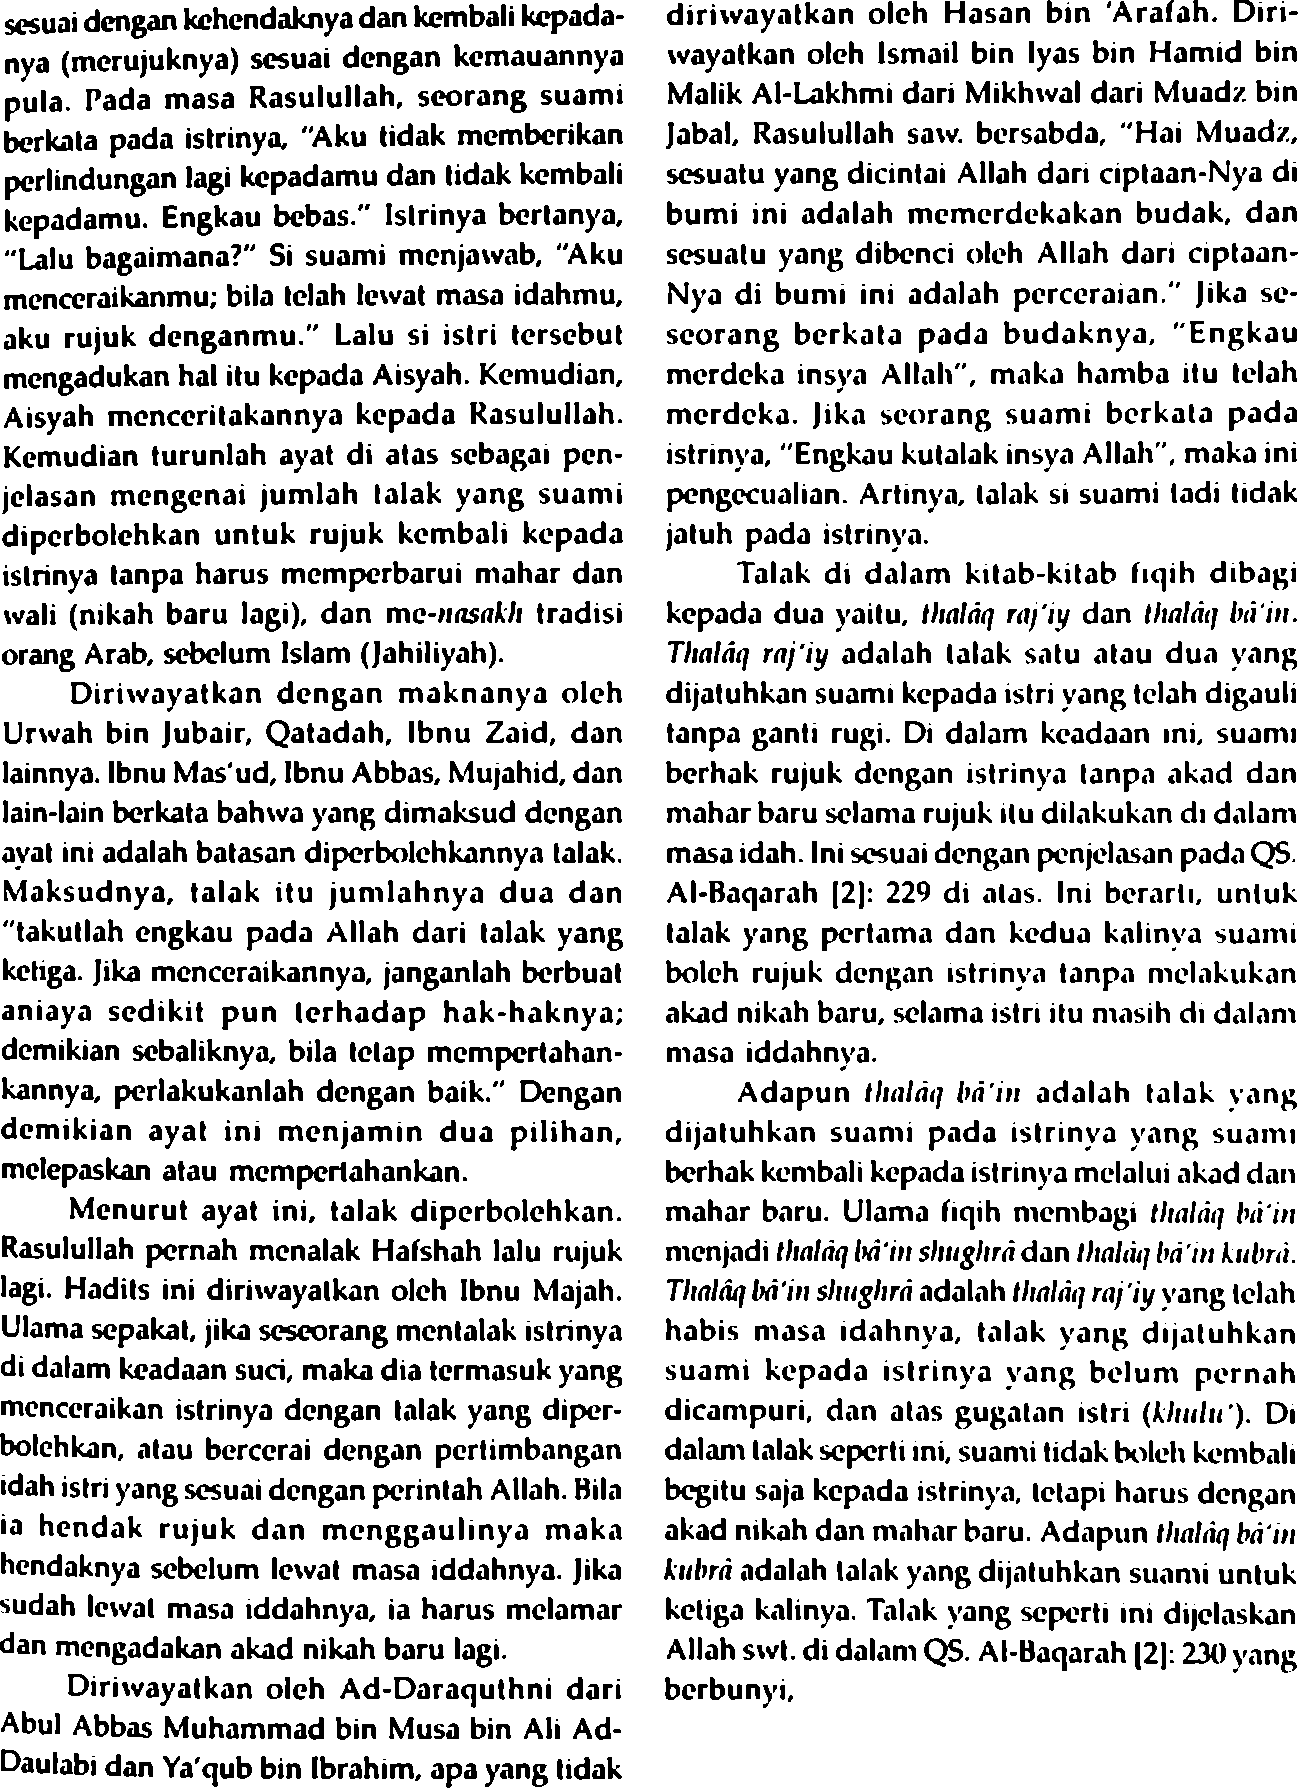 sesuai dengan kehendaknya dan kembali kepada-
nya (merujuknya) sesuai dengan kemauannya
pula. Pada masa Rasulullah, seorang suami
berkata pada istrinya, "Aku tidak memberikan
perlindungan lagi kepadamu dan tidak kembali
kepadamu. Engkau bebas." Istrinya bertanya,
"Lalu bagaimana?" Si suami menjawab, "Aku
menceraikanmu; bila telah lewat masa idahmu,
aku rujuk denganmu." Lalu si istri tersebut
mengadukan hal itu kepada Aisyah. Kemudian,
Aisyah menceritakannya kepada Rasulullah.
Kemudian turunlah ayat di atas sebagai pen-
jelasan mengenai jumlah talak yang suami
diperbolehkan untuk rujuk kembali kepada
istrinya tanpa harus memperbarui mahar dan
wali (nikah baru lagi), dan me-nasakh tradisi
orang Arab, sebelum Islam (Jahiliyah).
Diriwayatkan dengan maknanya oleh
Urwah bin Jubair, Qatadah, Ibnu Zaid, dan
lainnya. Ibnu Mas'ud, Ibnu Abbas, Mujahid, dan
lain-lain berkata bahwa yang dimaksud dengan
ayat ini adalah batasan diperbolehkannya talak.
Maksudnya, talak itu jumlahnya dua dan
"takutlah engkau pada Allah dari talak yang
ketiga. Jika menceraikannya, janganlah berbuat
aniaya sedikit pun terhadap hak-haknya;
demikian sebaliknya, bila tetap mempertahan-
kannya, perlakukanlah dengan baik." Dengan
demikian ayat ini menjamin dua pilihan,
melepaskan atau mempertahankan.
Menurut ayat ini, talak diperbolehkan.
Rasulullah pernah menalak Hafshah lalu rujuk
lagi. Hadits ini diriwayatkan oleh Ibnu Majah.
Ulama sepakat, jika seseorang mentalak istrinya
di dalam keadaan suci, maka dia termasuk yang
menceraikan istrinya dengan talak yang diper-
bolehkan, atau bercerai dengan pertimbangan
idah istri yang sesuai dengan perintah Allah. Bila
ia hendak rujuk dan menggaulinya maka
hendaknya sebelum lewat masa iddahnya. Jika
sudah lewat masa iddahnya, ia harus melamar
dan mengadakan akad nikah baru lagi.
Diriwayatkan oleh Ad-Daraquthni dari
Abul Abbas Muhammad bin Musa bin Ali Ad-
Daulabi dan Ya'qub bin Ibrahim, apa yang tidak
diriwayatkan oleh Hasan bin 'Arafah. Diri-
wayatkan oleh Ismail bin Iyas bin Hamid bin
Malik Al-Lakhmi dari Mikhwal dari Muadz bin
Jabal, Rasulullah saw. bersabda, "Hai Muadz,
sesuatu yang dicintai Allah dari ciptaan-Nya di
bumi ini adalah memerdekakan budak, dan
sesuatu yang dibenci oleh Allah dari ciptaan-
Nya di bumi ini adalah perceraian." Jika se-
seorang berkata pada budaknya, "Engkau
merdeka insya Allah", maka hamba itu telah
merdeka. Jika seorang suami berkata pada
istrinya, "Engkau kutalak insya Allah", maka ini
pengecualian. Artinya, talak si suami tadi tidak
jatuh pada istrinya.
Talak di dalam kitab-kitab fiqih dibagi
kepada dua yaitu, thalâq raj'iy dan thalâq bâ'in.
Thalâq raj'iy adalah talak satu atau dua yang
dijatuhkan suami kepada istri yang telah digauli
tanpa ganti rugi. Di dalam keadaan ini, suami
berhak rujuk dengan istrinya tanpa akad dan
mahar baru selama rujuk itu dilakukan di dalam
masa idah. Ini sesuai dengan penjelasan pada QS.
Al-Baqarah [2]: 229 di atas. Ini berarti, untuk
talak yang pertama dan kedua kalinya suami
boleh rujuk dengan istrinya tanpa melakukan
akad nikah baru, selama istri itu masih di dalam
masa iddahnya.
Adapun thalâq bâ'in adalah talak yang
dijatuhkan suami pada istrinya yang suami
berhak kembali kepada istrinya melalui akad dan
mahar baru. Ulama fiqih membagi thalâq bâ'in
menjadi thalâq bâ'in shughrâ dan thalâq bâ'in kubrâ.
Thalâq bâ'in shughrâ adalah thalâq raj'iy yang telah
habis masa idahnya, talak yang dijatuhkan
suami kepada istrinya yang belum pernah
dicampuri, dan atas gugatan istri (khulu'). Di
dalam talak seperti ini, suami tidak boleh kembali
begitu saja kepada istrinya, tetapi harus dengan
akad nikah dan mahar baru. Adapun thalâq bâ'in
kubrâ adalah talak yang dijatuhkan suami untuk
ketiga kalinya. Talak yang seperti ini dijelaskan
Allah swt. di dalam QS. Al-Baqarah [2]: 230 yang
berbunyi,